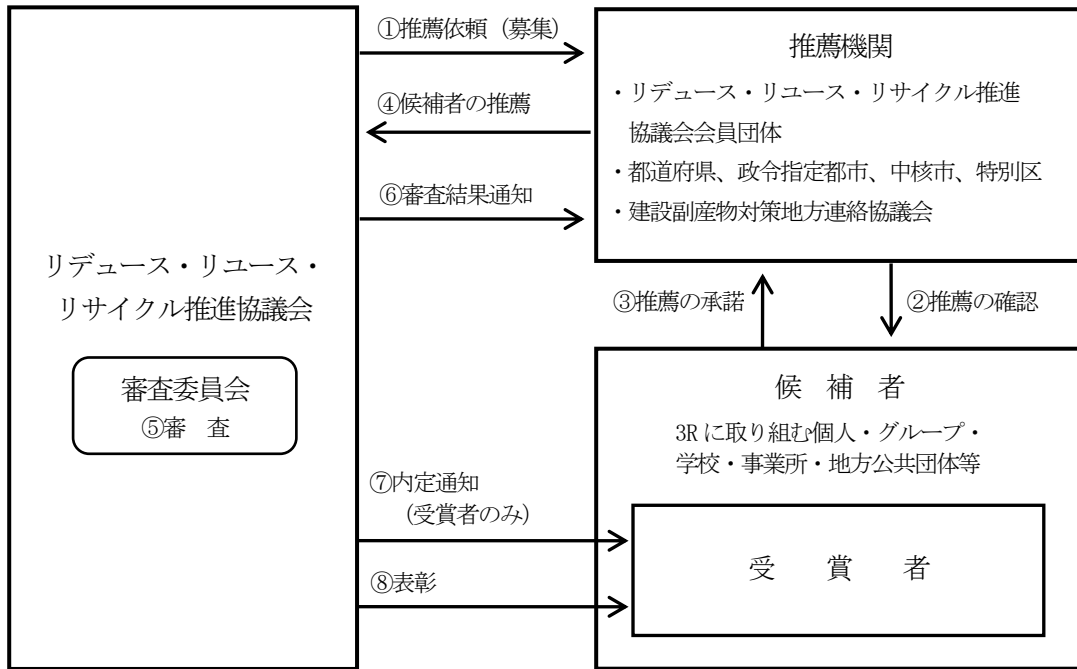 ①推薦依頼（募集）
④候補者の推薦
⑥審査結果通知
リデュース・リユース・
リサイクル推進協議会
審査委員会
⑤審　査
推薦機関
・リデュース・リユース・リサイクル推進
協議会会員団体
・都道府県、政令指定都市、中核市、特別区
・建設副産物対策地方連絡協議会
③推薦の承諾
②推薦の確認
候　補　者
3Rに取り組む個人・グループ・
学校・事業所・地方公共団体等
⑦内定通知
（受賞者のみ）
⑧表彰
受　賞　者